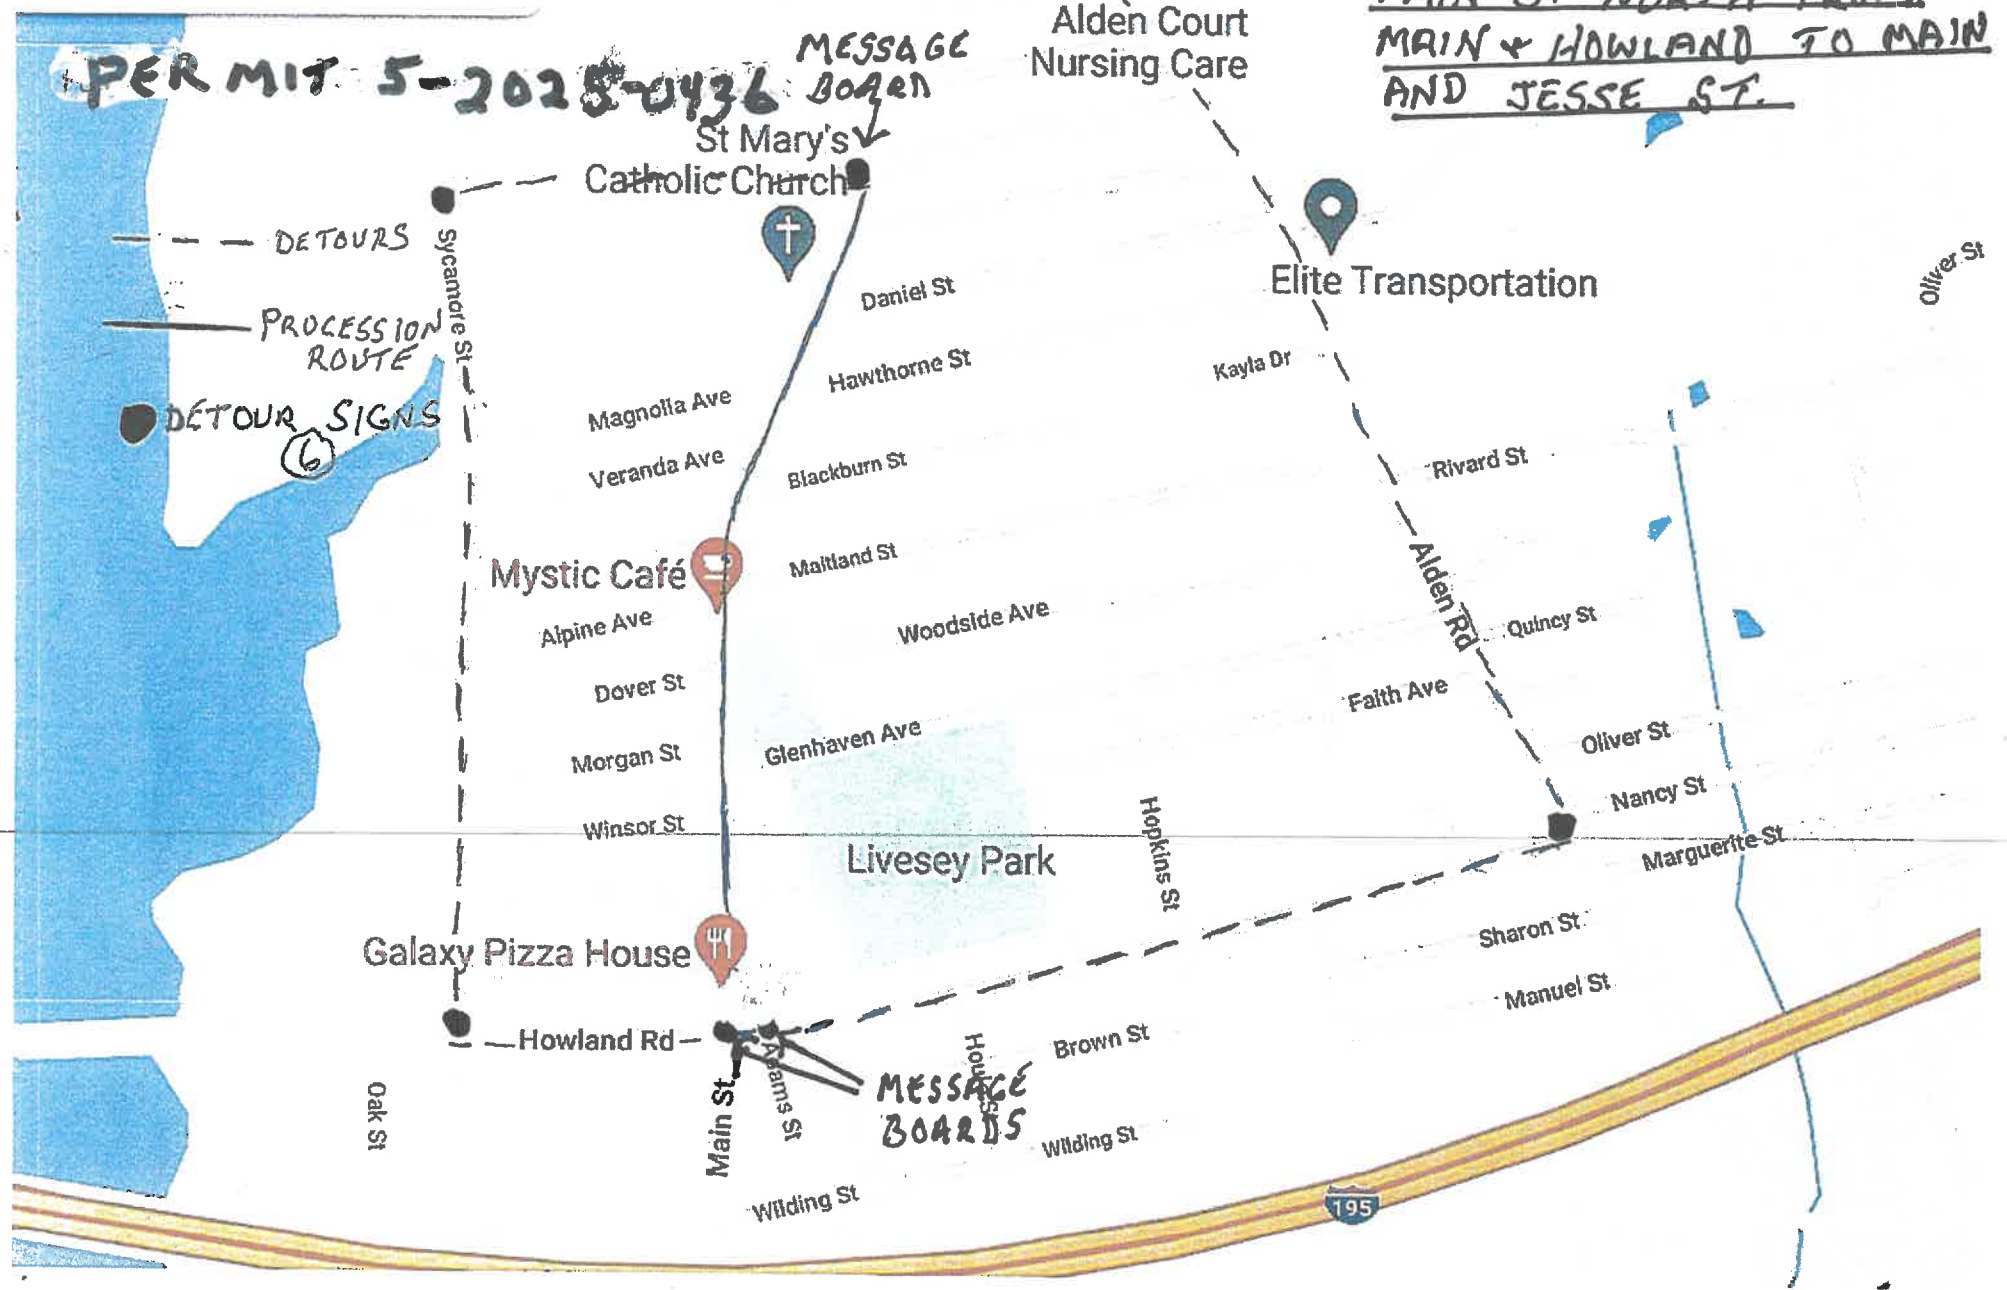 PERMIT 5-2025-0436
MESSAGE
BOARD
Alden Court
Nursing Care
MAIN & HOWLAND TO MAIN
AND JESSE ST.
St Mary's
Catholic Church
DETOURS
PROCESSION
ROUTE
DETOUR SIGNS
6
Sycamore St
Daniel St
Elite Transportation
Oliver St
Hawthorne St
Kayla Dr
Magnolia Ave
Veranda Ave
Blackburn St
Rivard St
Mystic Café
Maitland St
Alden Rd
Alpine Ave
Woodside Ave
Quincy St
Dover St
Faith Ave
Morgan St
Glenhaven Ave
Oliver St
Nancy St
Winsor St
Livesey Park
Hopkins St
Marguerite St
Galaxy Pizza House
Sharon St
Manuel St
Howland Rd
Brown St
Main St
Adams St
Oak St
MESSAGE
BOARDS
Wilding St
Wilding St
195